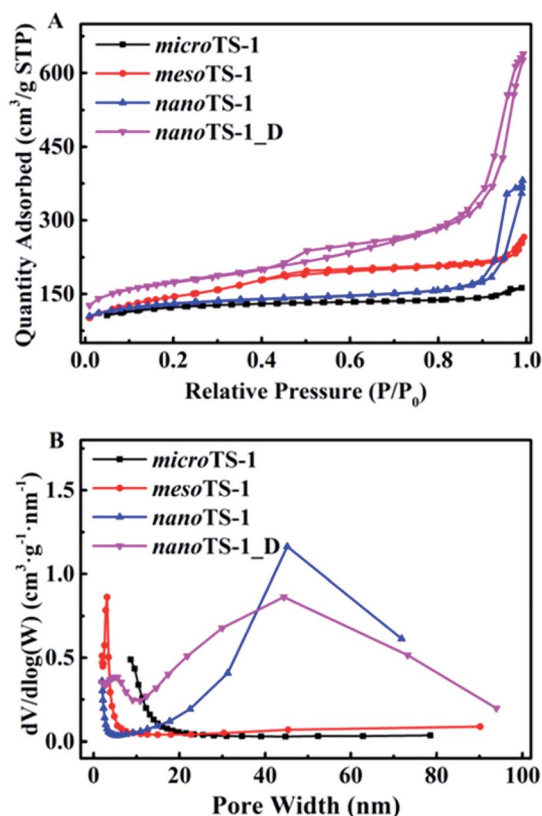 A
microTS-1
mesoTS-1
nanoTS-1
nanoTS-1_D
Quantity Adsorbed (cm³/g STP)
600
450
300
150
0
0.0 0.2 0.4 0.6 0.8 1.0
Relative Pressure (P/P₀)
B
microTS-1
mesoTS-1
nanoTS-1
nanoTS-1_D
dV/dlog(W) (cm³·g⁻¹·nm⁻¹)
1.5
1.0
0.5
0.0
0 20 40 60 80 100
Pore Width (nm)